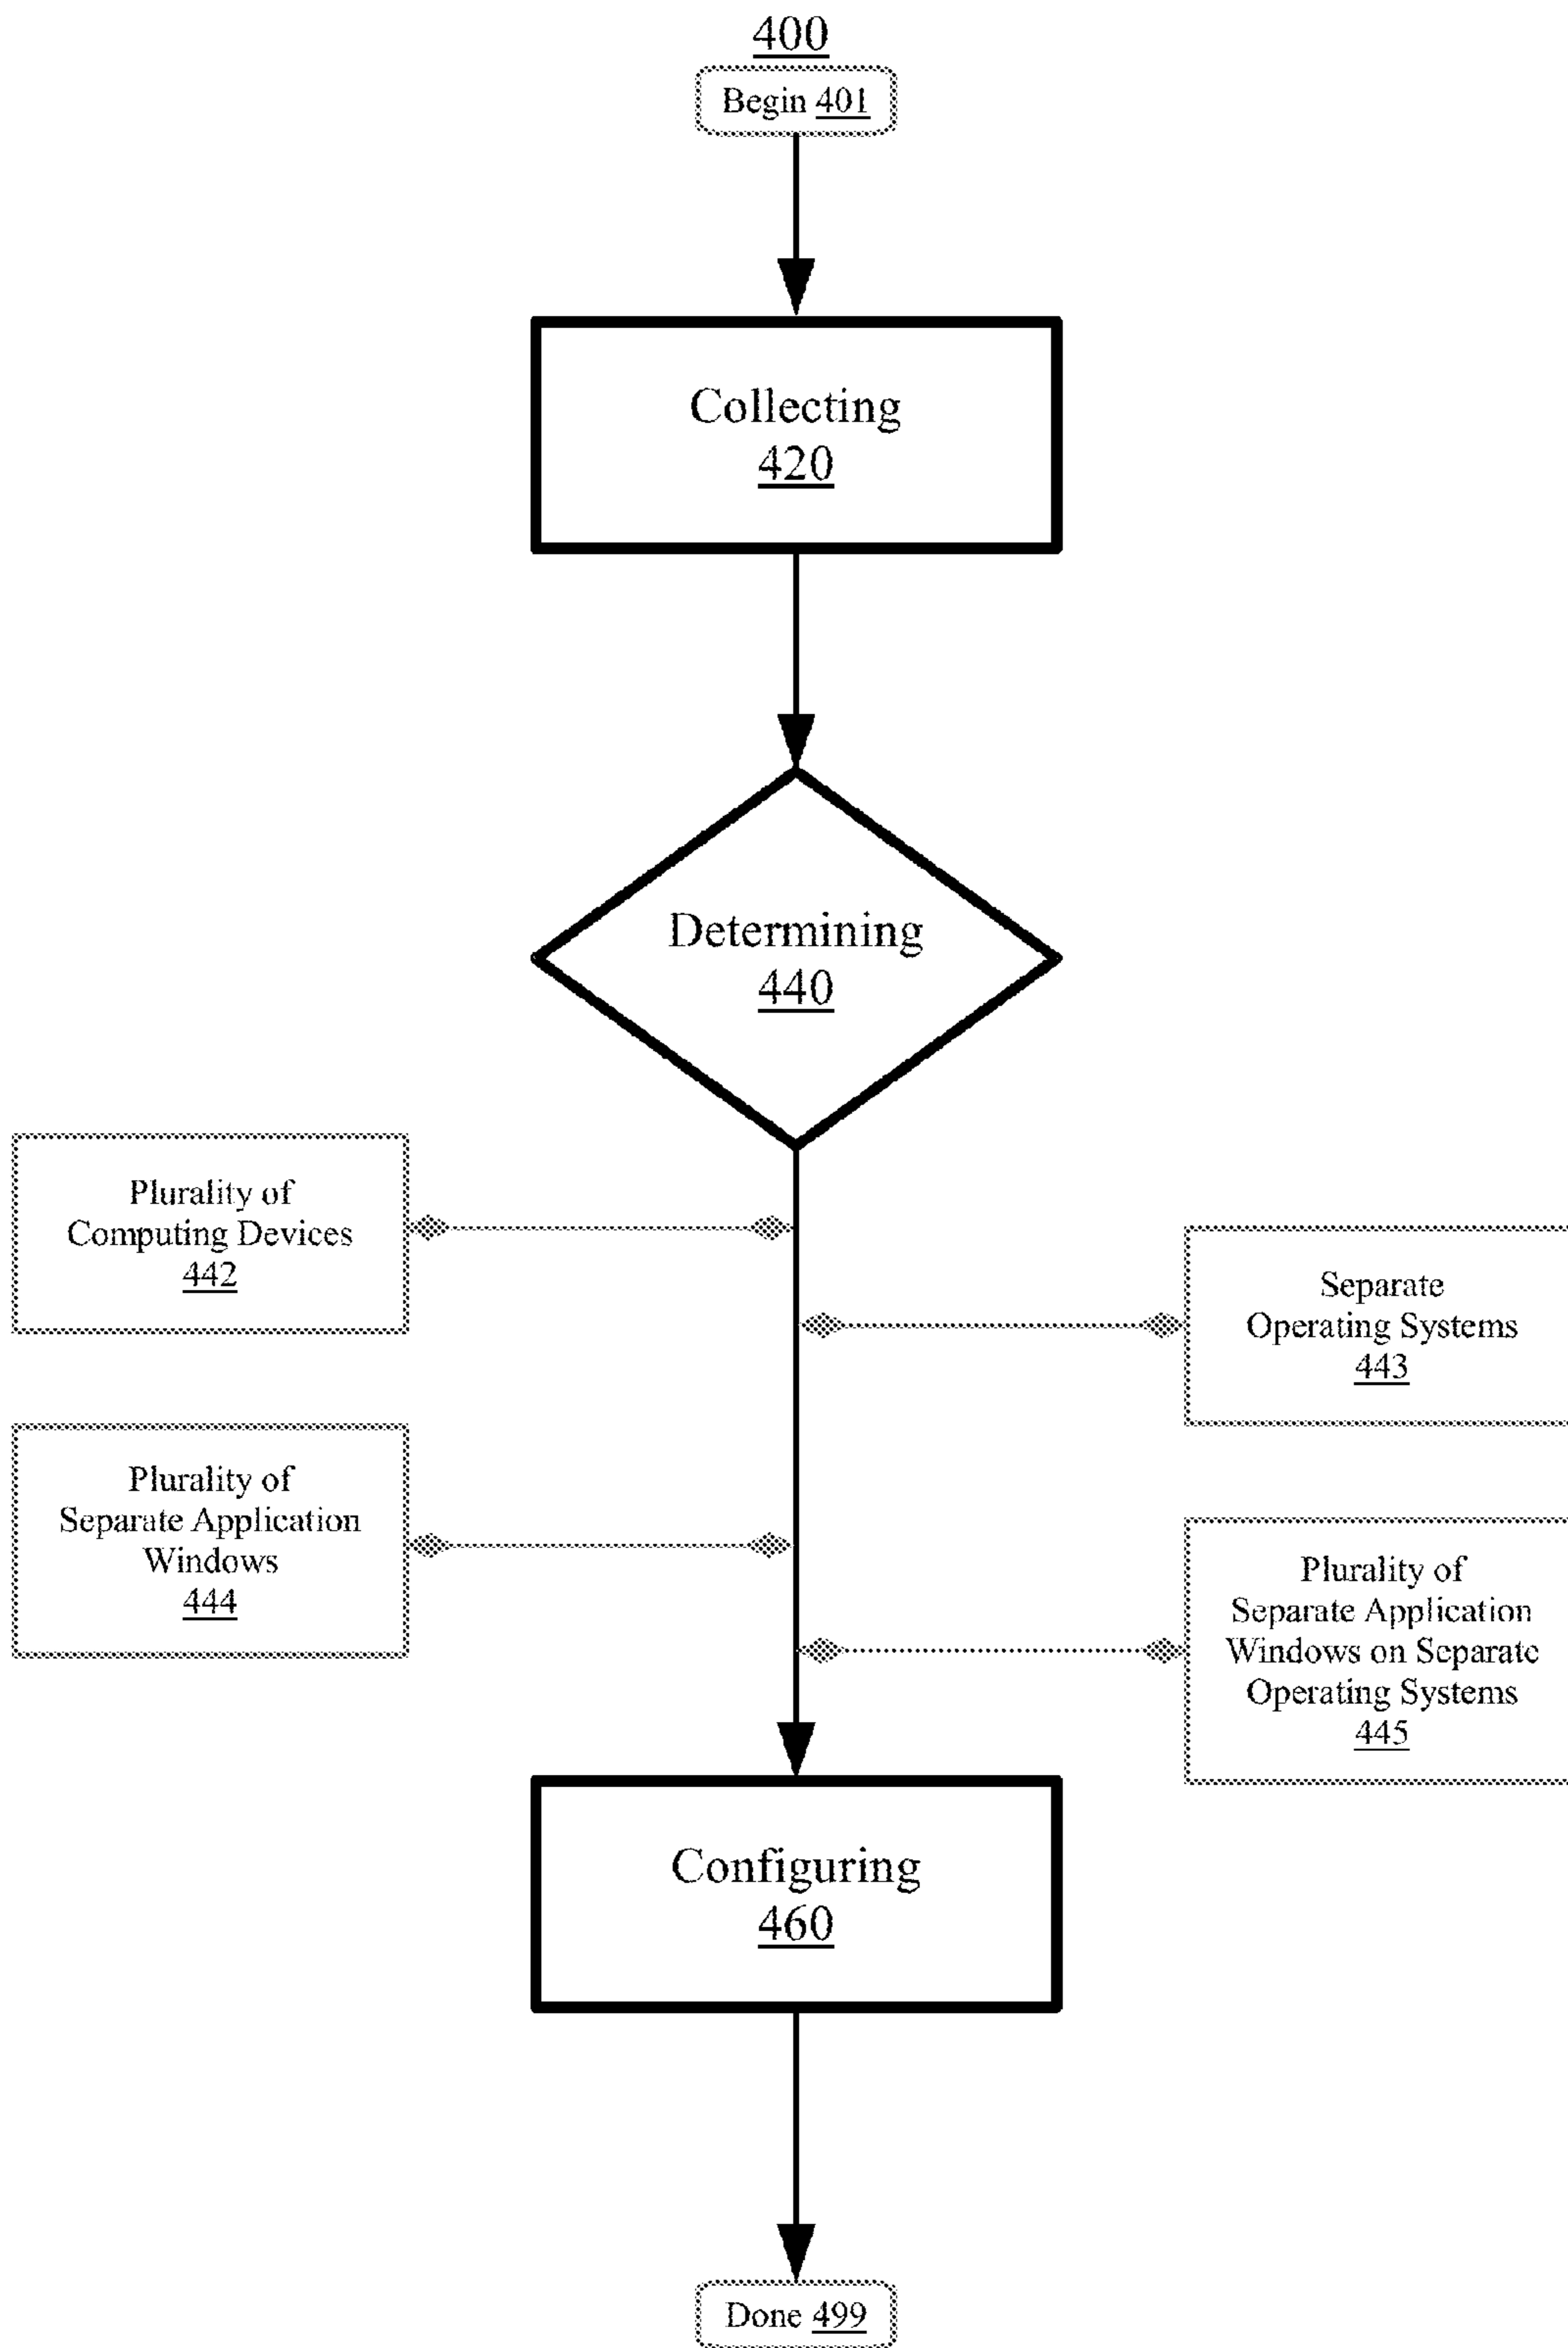 400
Begin 401
Collecting
420
Determining
440
Plurality of
Computing Devices
442
Separate
Operating Systems
443
Plurality of
Separate Application
Windows
444
Plurality of
Separate Application
Windows on Separate
Operating Systems
445
Configuring
460
Done 499